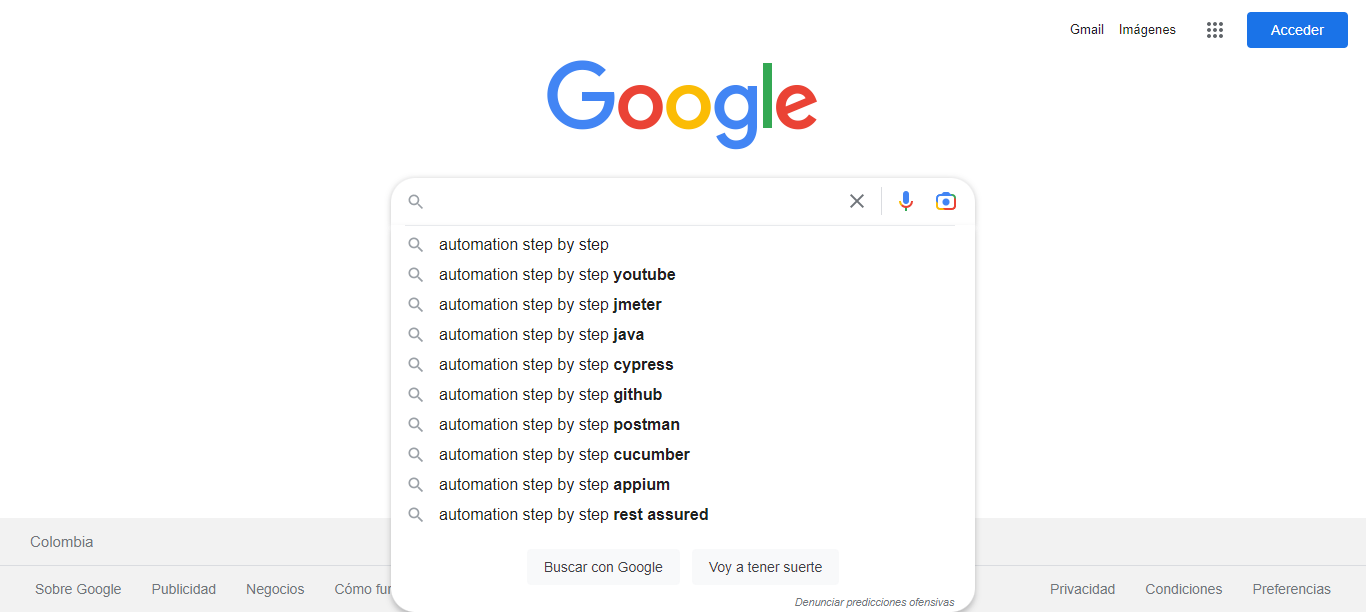 Gmail Imágenes Acceder
Google
automation step by step
automation step by step youtube
automation step by step jmeter
automation step by step java
automation step by step cypress
automation step by step github
automation step by step postman
automation step by step cucumber
automation step by step appium
automation step by step rest assured
Buscar con Google Voy a tener suerte
Denunciar predicciones ofensivas
Colombia
Sobre Google Publicidad Negocios Cómo fu Privacidad Condiciones Preferencias